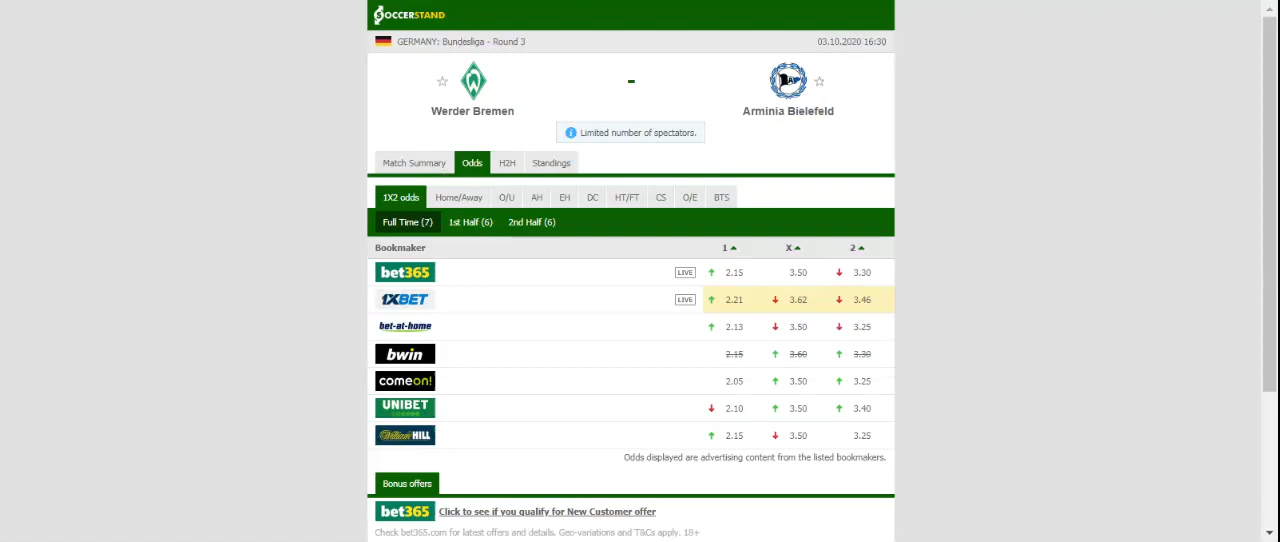 SOCCERSTAND
GERMANY: Bundesliga - Round 3 03.10.2020 16:30
-
Werder Bremen Arminia Bielefeld
Limited number of spectators.
Match Summary Odds H2H Standings
1X2 odds Home/Away O/U AH EH DC HT/FT CS O/E BTS
Full Time (7) 1st Half (6) 2nd Half (6)
Bookmaker 1 X 2
bet365 LIVE 2.15 3.50 3.30
1XBET LIVE 2.21 3.62 3.46
bet-at-home 2.13 3.50 3.25
bwin 2.15 3.60 3.30
comeon! 2.05 3.50 3.25
UNIBET 2.10 3.50 3.40
William HILL 2.15 3.50 3.25
Odds displayed are advertising content from the listed bookmakers.
Bonus offers
bet365 Click to see if you qualify for New Customer offer
Check bet365.com for latest offers and details. Geo-variations and T&Cs apply. 18+